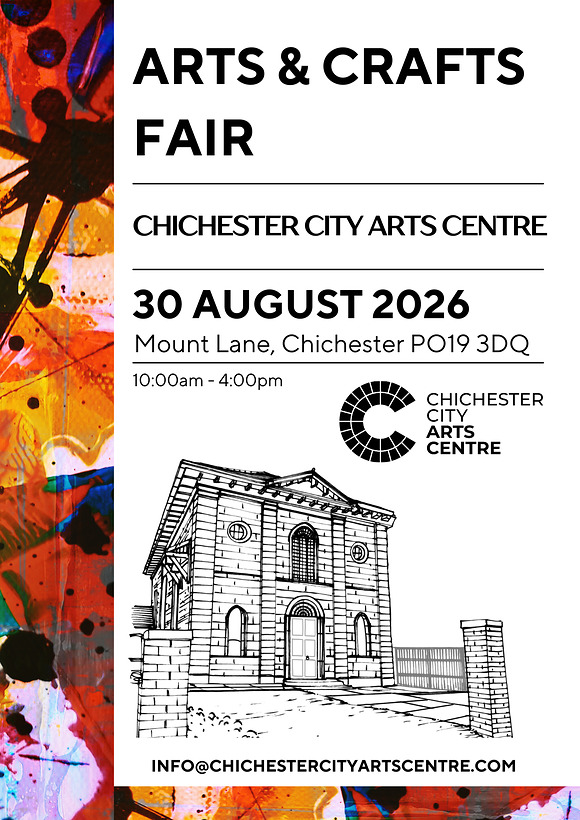 ARTS & CRAFTS
FAIR
CHICHESTER CITY ARTS CENTRE
30 AUGUST 2026
Mount Lane, Chichester PO19 3DQ
10:00am - 4:00pm
CHICHESTER
CITY
ARTS
CENTRE
INFO@CHICHESTERCITYARTSCENTRE.COM